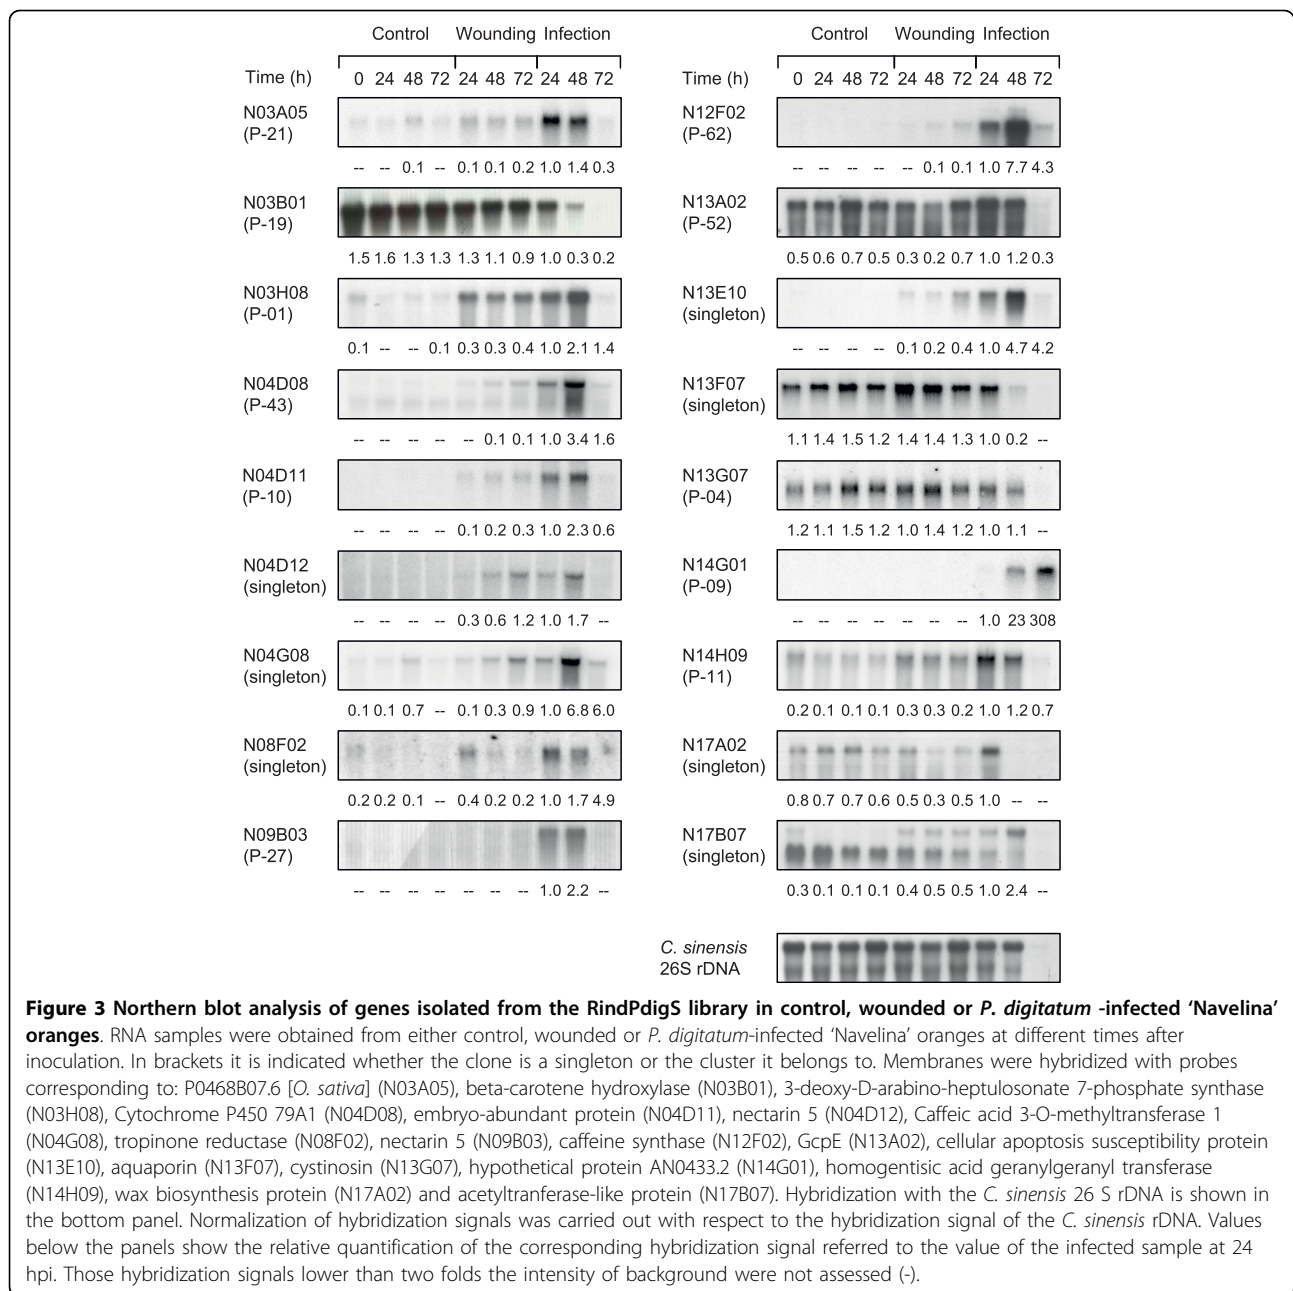 Control Wounding Infection
Time (h) 0 24 48 72 24 48 72 24 48 72
N03A05
(P-21)
-- -- 0.1 -- 0.1 0.1 0.2 1.0 1.4 0.3
N03B01
(P-19)
1.5 1.6 1.3 1.3 1.3 1.1 0.9 1.0 0.3 0.2
N03H08
(P-01)
0.1 -- -- 0.1 0.3 0.3 0.4 1.0 2.1 1.4
N04D08
(P-43)
-- -- -- -- -- 0.1 0.1 1.0 3.4 1.6
N04D11
(P-10)
-- -- -- -- 0.1 0.2 0.3 1.0 2.3 0.6
N04D12
(singleton)
-- -- -- -- 0.3 0.6 1.2 1.0 1.7 --
N04G08
(singleton)
0.1 0.1 0.7 -- 0.1 0.3 0.9 1.0 6.8 6.0
N08F02
(singleton)
0.2 0.2 0.1 -- 0.4 0.2 0.2 1.0 1.7 4.9
N09B03
(P-27)
-- -- -- -- -- -- -- 1.0 2.2 --
Control Wounding Infection
Time (h) 0 24 48 72 24 48 72 24 48 72
N12F02
(P-62)
-- -- -- -- -- 0.1 0.1 1.0 7.7 4.3
N13A02
(P-52)
0.5 0.6 0.7 0.5 0.3 0.2 0.7 1.0 1.2 0.3
N13E10
(singleton)
-- -- -- -- 0.1 0.2 0.4 1.0 4.7 4.2
N13F07
(singleton)
1.1 1.4 1.5 1.2 1.4 1.4 1.3 1.0 0.2 --
N13G07
(P-04)
1.2 1.1 1.5 1.2 1.0 1.4 1.2 1.0 1.1 --
N14G01
(P-09)
-- -- -- -- -- -- -- 1.0 23 308
N14H09
(P-11)
0.2 0.1 0.1 0.1 0.3 0.3 0.2 1.0 1.2 0.7
N17A02
(singleton)
0.8 0.7 0.7 0.6 0.5 0.3 0.5 1.0 -- --
N17B07
(singleton)
0.3 0.1 0.1 0.1 0.4 0.5 0.5 1.0 2.4 --
C. sinensis
26S rDNA
Figure 3 Northern blot analysis of genes isolated from the RindPdigS library in control, wounded or P. digitatum -infected ‘Navelina’
oranges. RNA samples were obtained from either control, wounded or P. digitatum-infected ‘Navelina’ oranges at different times after
inoculation. In brackets it is indicated whether the clone is a singleton or the cluster it belongs to. Membranes were hybridized with probes
corresponding to: P0468B07.6 [O. sativa] (N03A05), beta-carotene hydroxylase (N03B01), 3-deoxy-D-arabino-heptulosonate 7-phosphate synthase
(N03H08), Cytochrome P450 79A1 (N04D08), embryo-abundant protein (N04D11), nectarin 5 (N04D12), Caffeic acid 3-O-methyltransferase 1
(N04G08), tropinone reductase (N08F02), nectarin 5 (N09B03), caffeine synthase (N12F02), GcpE (N13A02), cellular apoptosis susceptibility protein
(N13E10), aquaporin (N13F07), cystinosin (N13G07), hypothetical protein AN0433.2 (N14G01), homogentisic acid geranylgeranyl transferase
(N14H09), wax biosynthesis protein (N17A02) and acetyltranferase-like protein (N17B07). Hybridization with the C. sinensis 26 S rDNA is shown in
the bottom panel. Normalization of hybridization signals was carried out with respect to the hybridization signal of the C. sinensis rDNA. Values
below the panels show the relative quantification of the corresponding hybridization signal referred to the value of the infected sample at 24
hpi. Those hybridization signals lower than two folds the intensity of background were not assessed (-).